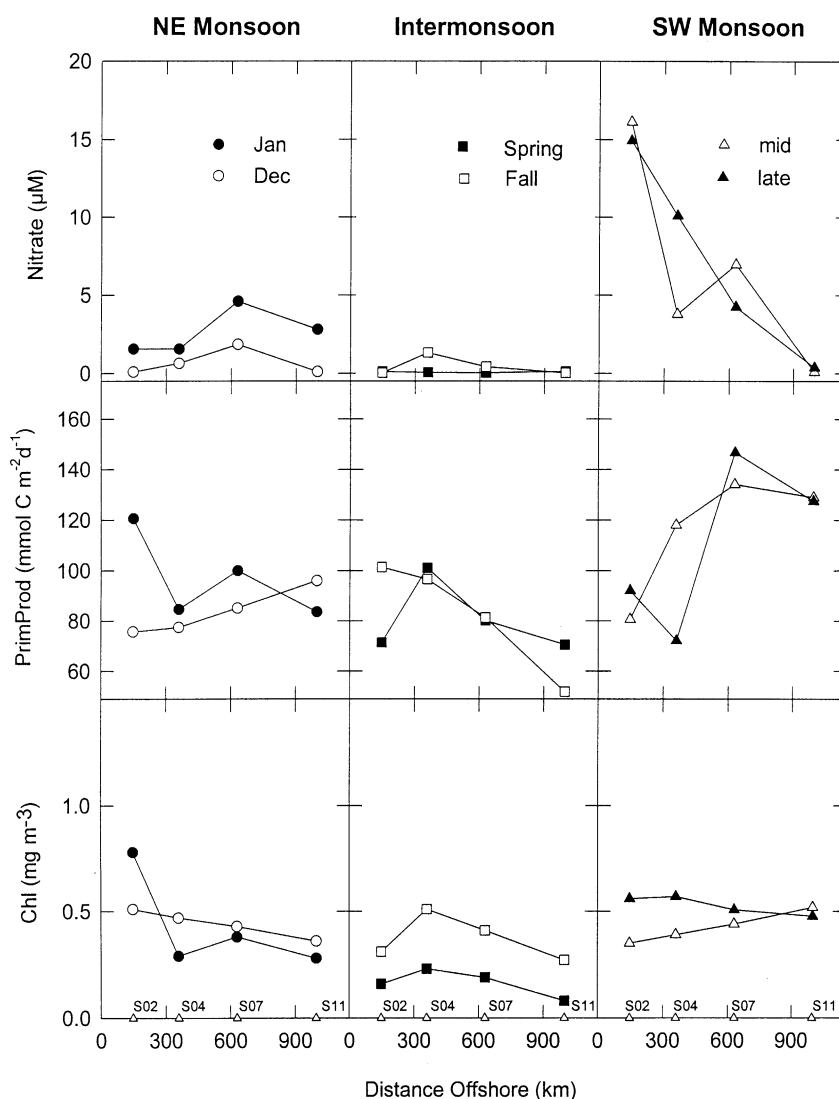 NE Monsoon Intermonsoon SW Monsoon
20
15
10
5
0
Nitrate (µM)
Jan
Dec
Spring
Fall
mid
late
160
140
120
100
80
60
PrimProd (mmol C m-2d-1)
1.0
0.5
0.0
Chl (mg m-3)
S02 S04 S07 S11 S02 S04 S07 S11 S02 S04 S07 S11
0 300 600 900 0 300 600 900 0 300 600 900
Distance Offshore (km)